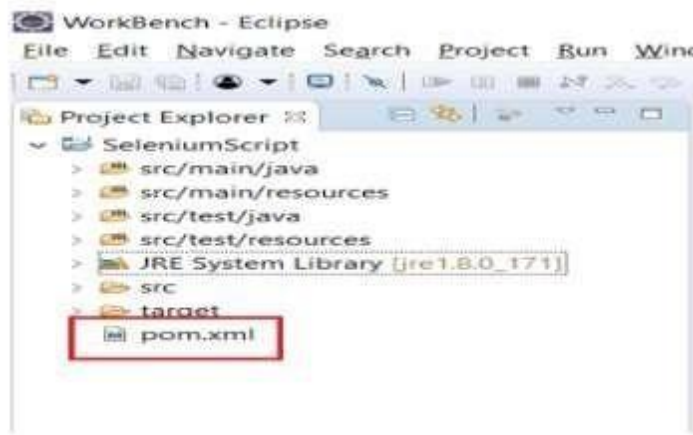 WorkBench - Eclipse
File Edit Navigate Search Project Run
Project Explorer
SeleniumScript
src/main/java
src/main/resources
src/test/java
src/test/resources
JRE System Library [jre1.8.0_171]
src
target
pom.xml